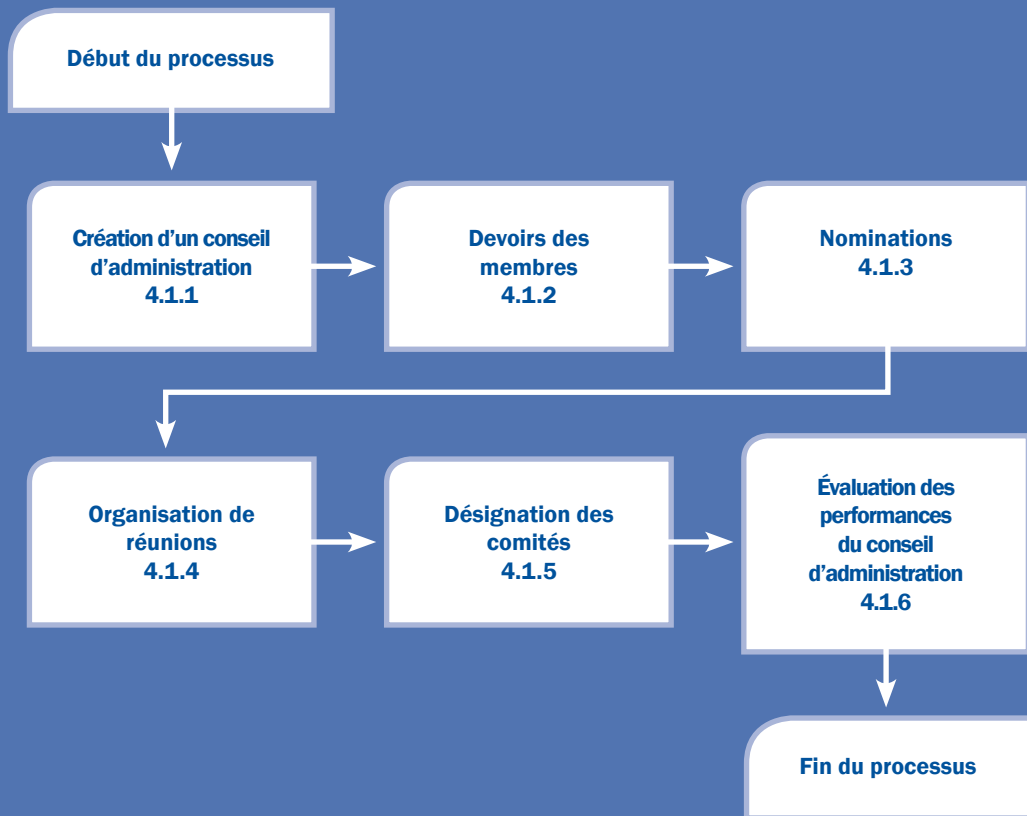 Début du processus
Création d’un conseil
d’administration
4.1.1
Devoirs des
membres
4.1.2
Nominations
4.1.3
Organisation de
réunions
4.1.4
Désignation des
comités
4.1.5
Évaluation des
performances
du conseil
d’administration
4.1.6
Fin du processus